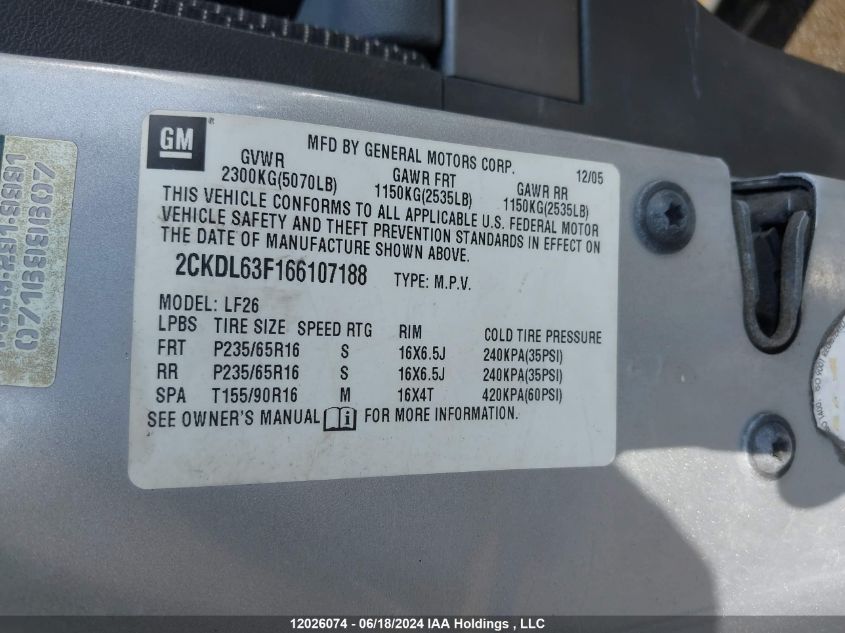 GM
MFD BY GENERAL MOTORS CORP.
12/05
GVWR GAWR FRT GAWR RR
2300KG(5070LB) 1150KG(2535LB) 1150KG(2535LB)
THIS VEHICLE CONFORMS TO ALL APPLICABLE U.S. FEDERAL MOTOR
VEHICLE SAFETY AND THEFT PREVENTION STANDARDS IN EFFECT ON
THE DATE OF MANUFACTURE SHOWN ABOVE.
2CKDL63F166107188 TYPE: M.P.V.
MODEL: LF26
LPBS TIRE SIZE SPEED RTG RIM COLD TIRE PRESSURE
FRT P235/65R16 S 16X6.5J 240KPA(35PSI)
RR P235/65R16 S 16X6.5J 240KPA(35PSI)
SPA T155/90R16 M 16X4T 420KPA(60PSI)
SEE OWNER'S MANUAL i FOR MORE INFORMATION.
12026074 - 06/18/2024 IAA Holdings , LLC